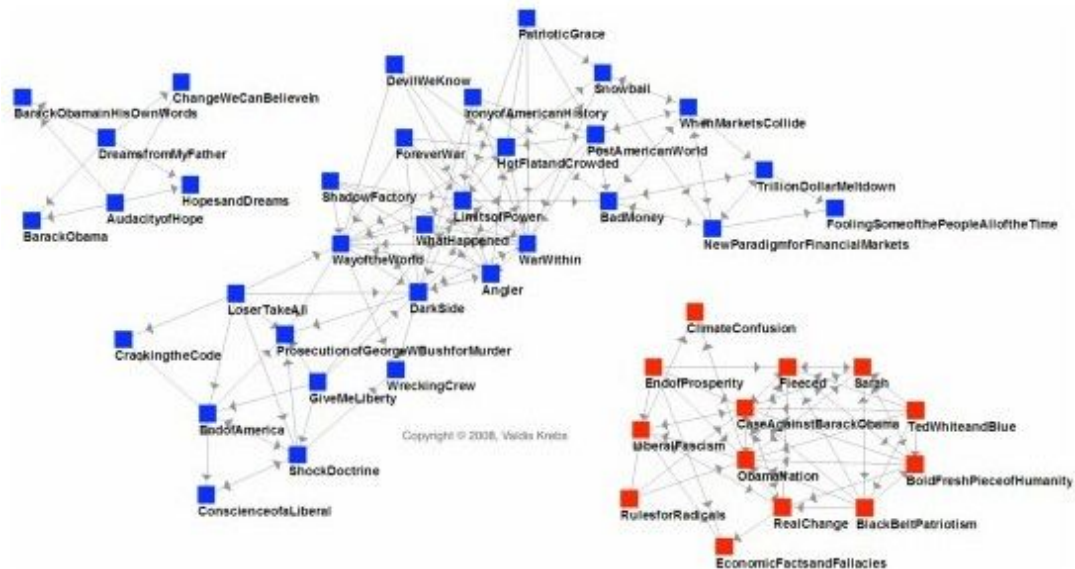 PatrioticGrace
DevilWeKnow
Snowball
ChangeWeCanBelieveIn
BarackObamainHisOwnWords
IronyofAmericanHistory
WhenMarketsCollide
DreamsfromMyFather
ForeverWar
HotFlatandCrowded
PostAmericanWorld
TrillionDollarMeltdown
ShadowFactory
HopesandDreams
AudacityofHope
LimitsofPower
BadMoney
FoolingSomeofthePeopleAlloftheTime
BarackObama
WhatHappened
NewParadigmforFinancialMarkets
WayoftheWorld
WarWithin
Angler
LoserTakeAll
DarkSide
ClimateConfusion
CrackingtheCode
ProsecutionofGeorgeWBushforMurder
EndofProsperity
Fleeced
Sarah
WreckingCrew
GiveMeLiberty
CaseAgainstBarackObama
TedWhiteandBlue
EndofAmerica
Copyright © 2008, Valdis Krebs
LiberalFascism
ShockDoctrine
ObamaNation
BoldFreshPieceofHumanity
ConscienceofaLiberal
RulesforRadicals
RealChange
BlackBeltPatriotism
EconomicFactsandFallacies